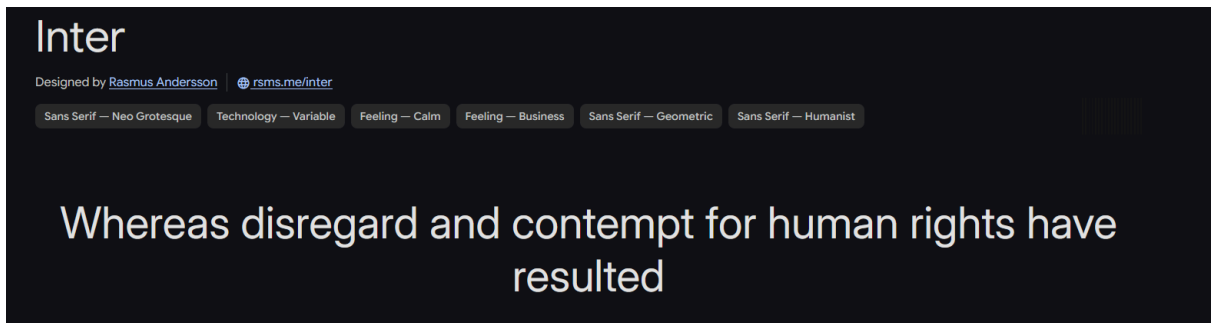 Inter
Designed by Rasmus Andersson rsms.me/inter
Sans Serif — Neo Grotesque Technology — Variable Feeling — Calm Feeling — Business Sans Serif — Geometric Sans Serif — Humanist
Whereas disregard and contempt for human rights have
resulted